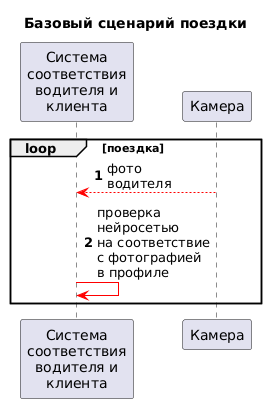 Базовый сценарий поездки
Система
соответствия
водителя и
клиента
Камера
loop [поездка]
1 фото
водителя
проверка
нейросетью
2 на соответствие
с фотографией
в профиле
Система
соответствия
водителя и
клиента
Камера